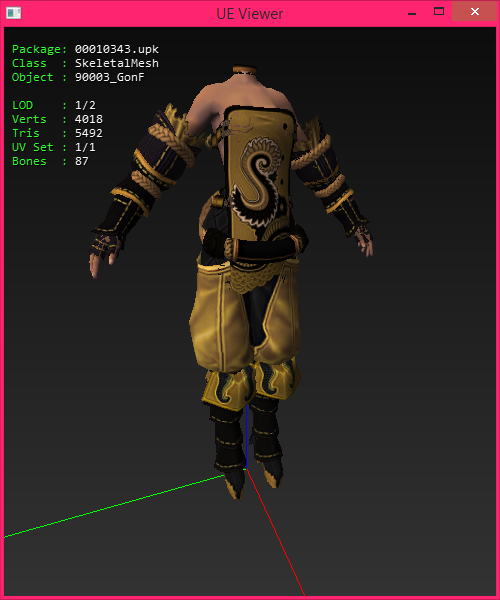 UE Viewer
Package: 00010343.upk
Class  : SkeletalMesh
Object : 90003_GonF
LOD    : 1/2
Verts  : 4018
Tris   : 5492
UV Set : 1/1
Bones  : 87